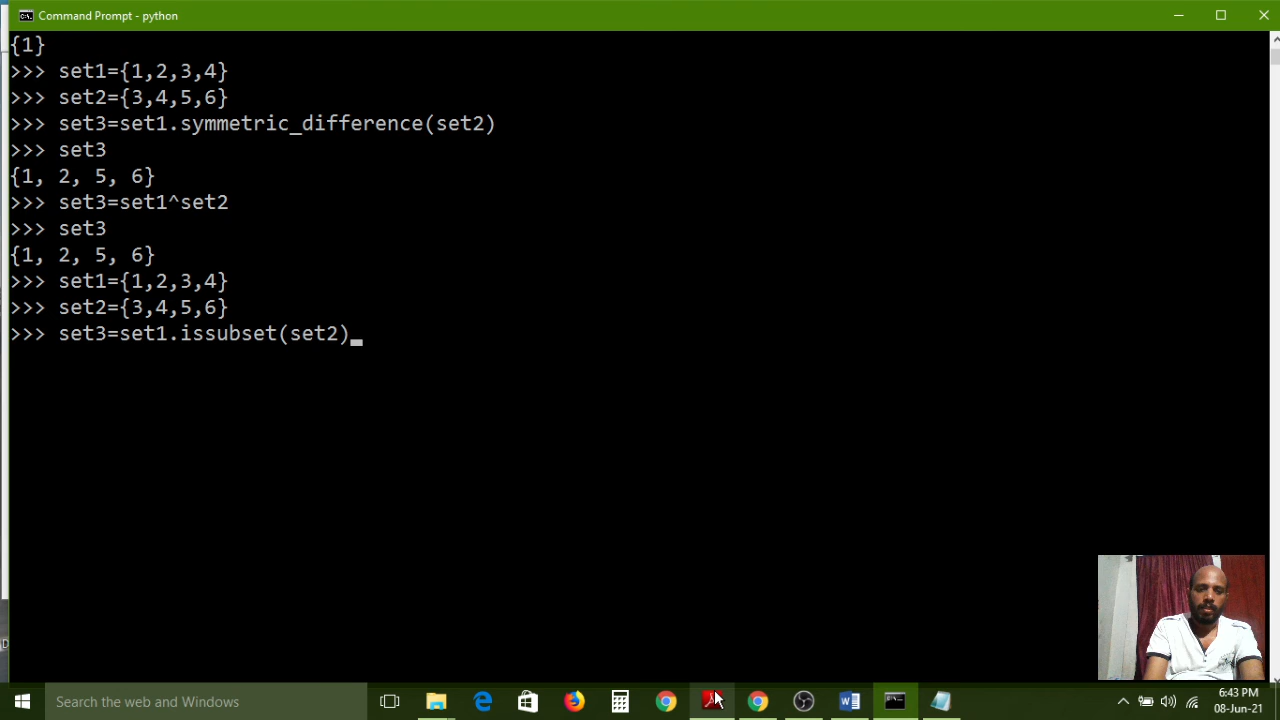 Command Prompt - python
{1}
>>> set1={1,2,3,4}
>>> set2={3,4,5,6}
>>> set3=set1.symmetric_difference(set2)
>>> set3
{1, 2, 5, 6}
>>> set3=set1^set2
>>> set3
{1, 2, 5, 6}
>>> set1={1,2,3,4}
>>> set2={3,4,5,6}
>>> set3=set1.issubset(set2)
Search the web and Windows
6:43 PM
08-Jun-21